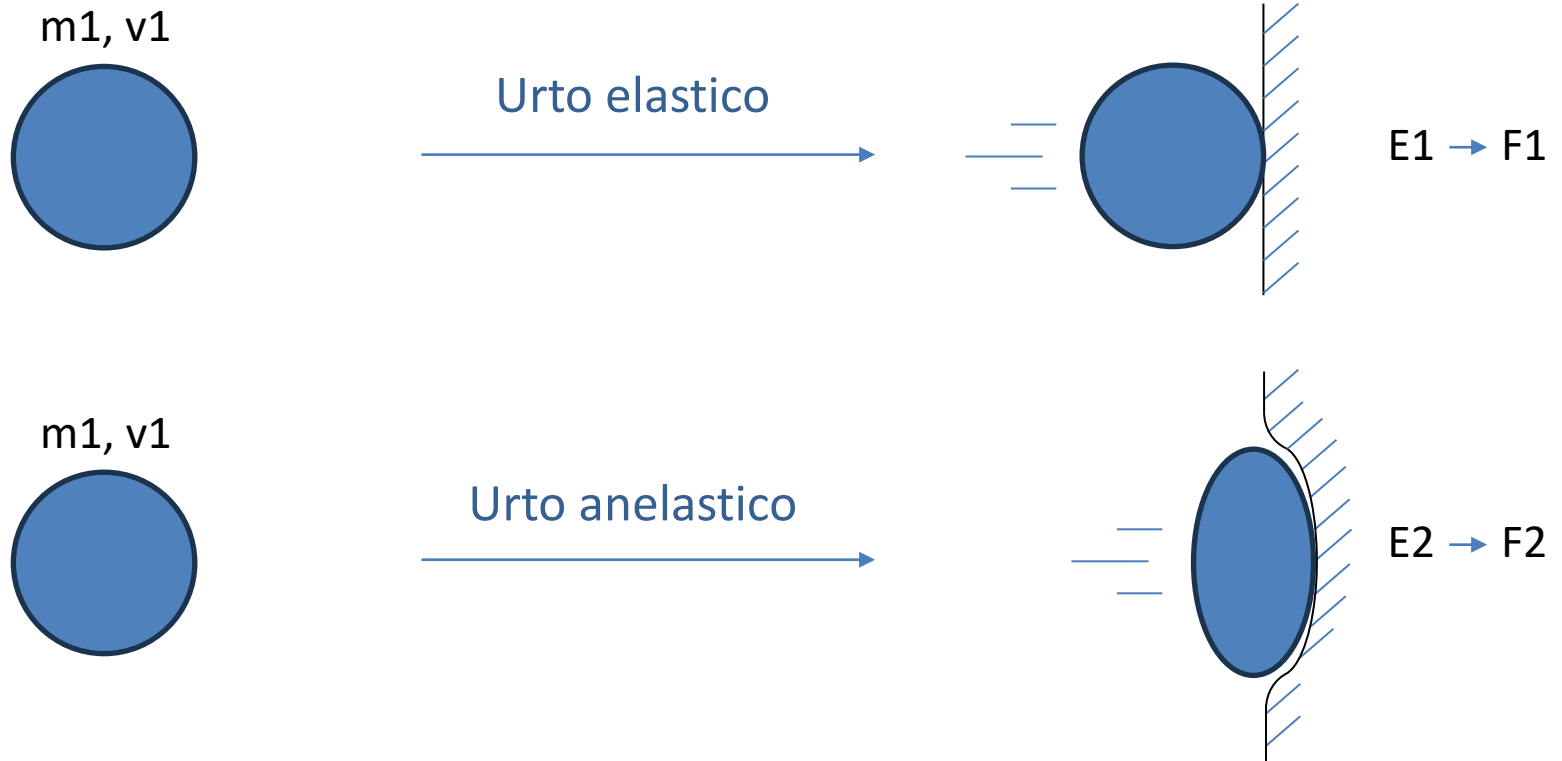 m1, v1
Urto elastico
E1 → F1
m1, v1
Urto anelastico
E2 → F2